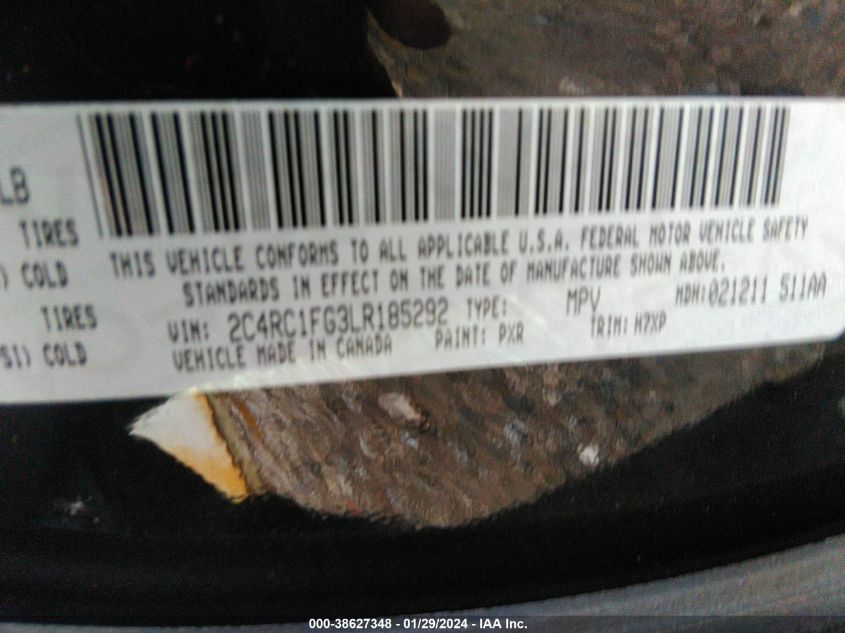 LB
TIRES
) COLD
TIRES
SI) COLD
THIS VEHICLE CONFORMS TO ALL APPLICABLE U.S.A. FEDERAL MOTOR VEHICLE SAFETY
STANDARDS IN EFFECT ON THE DATE OF MANUFACTURE SHOWN ABOVE.
VIN: 2C4RC1FG3LR185292 TYPE: MPV MDH:021211 511AA
VEHICLE MADE IN CANADA PAINT: PXR TRIM: H7XP
000-38627348 - 01/29/2024 - IAA Inc.